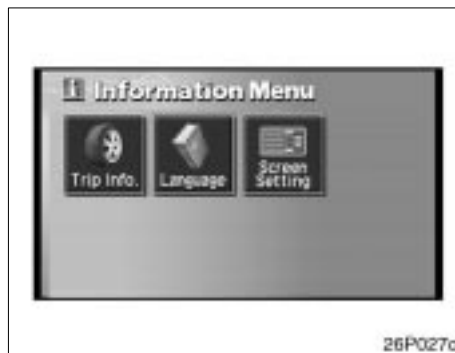 i Information Menu
Trip Info.
Language
Screen
Setting
26P027c